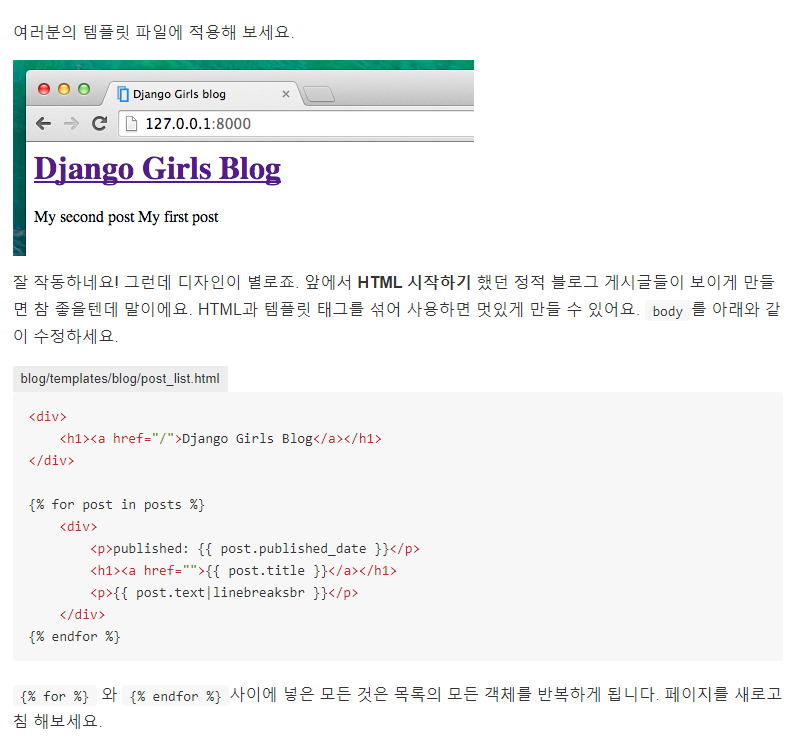 여러분의 템플릿 파일에 적용해 보세요.
Django Girls blog
127.0.0.1:8000
Django Girls Blog
My second post My first post
잘 작동하네요! 그런데 디자인이 별로죠. 앞에서 HTML 시작하기 했던 정적 블로그 게시글들이 보이게 만들
면 참 좋을텐데 말이에요. HTML과 템플릿 태그를 섞어 사용하면 멋있게 만들 수 있어요. body 를 아래와 같
이 수정하세요.
blog/templates/blog/post_list.html
<div>
    <h1><a href="/">Django Girls Blog</a></h1>
</div>

{% for post in posts %}
    <div>
        <p>published: {{ post.published_date }}</p>
        <h1><a href="">{{ post.title }}</a></h1>
        <p>{{ post.text|linebreaksbr }}</p>
    </div>
{% endfor %}
{% for %} 와 {% endfor %} 사이에 넣은 모든 것은 목록의 모든 객체를 반복하게 됩니다. 페이지를 새로고
침 해보세요.